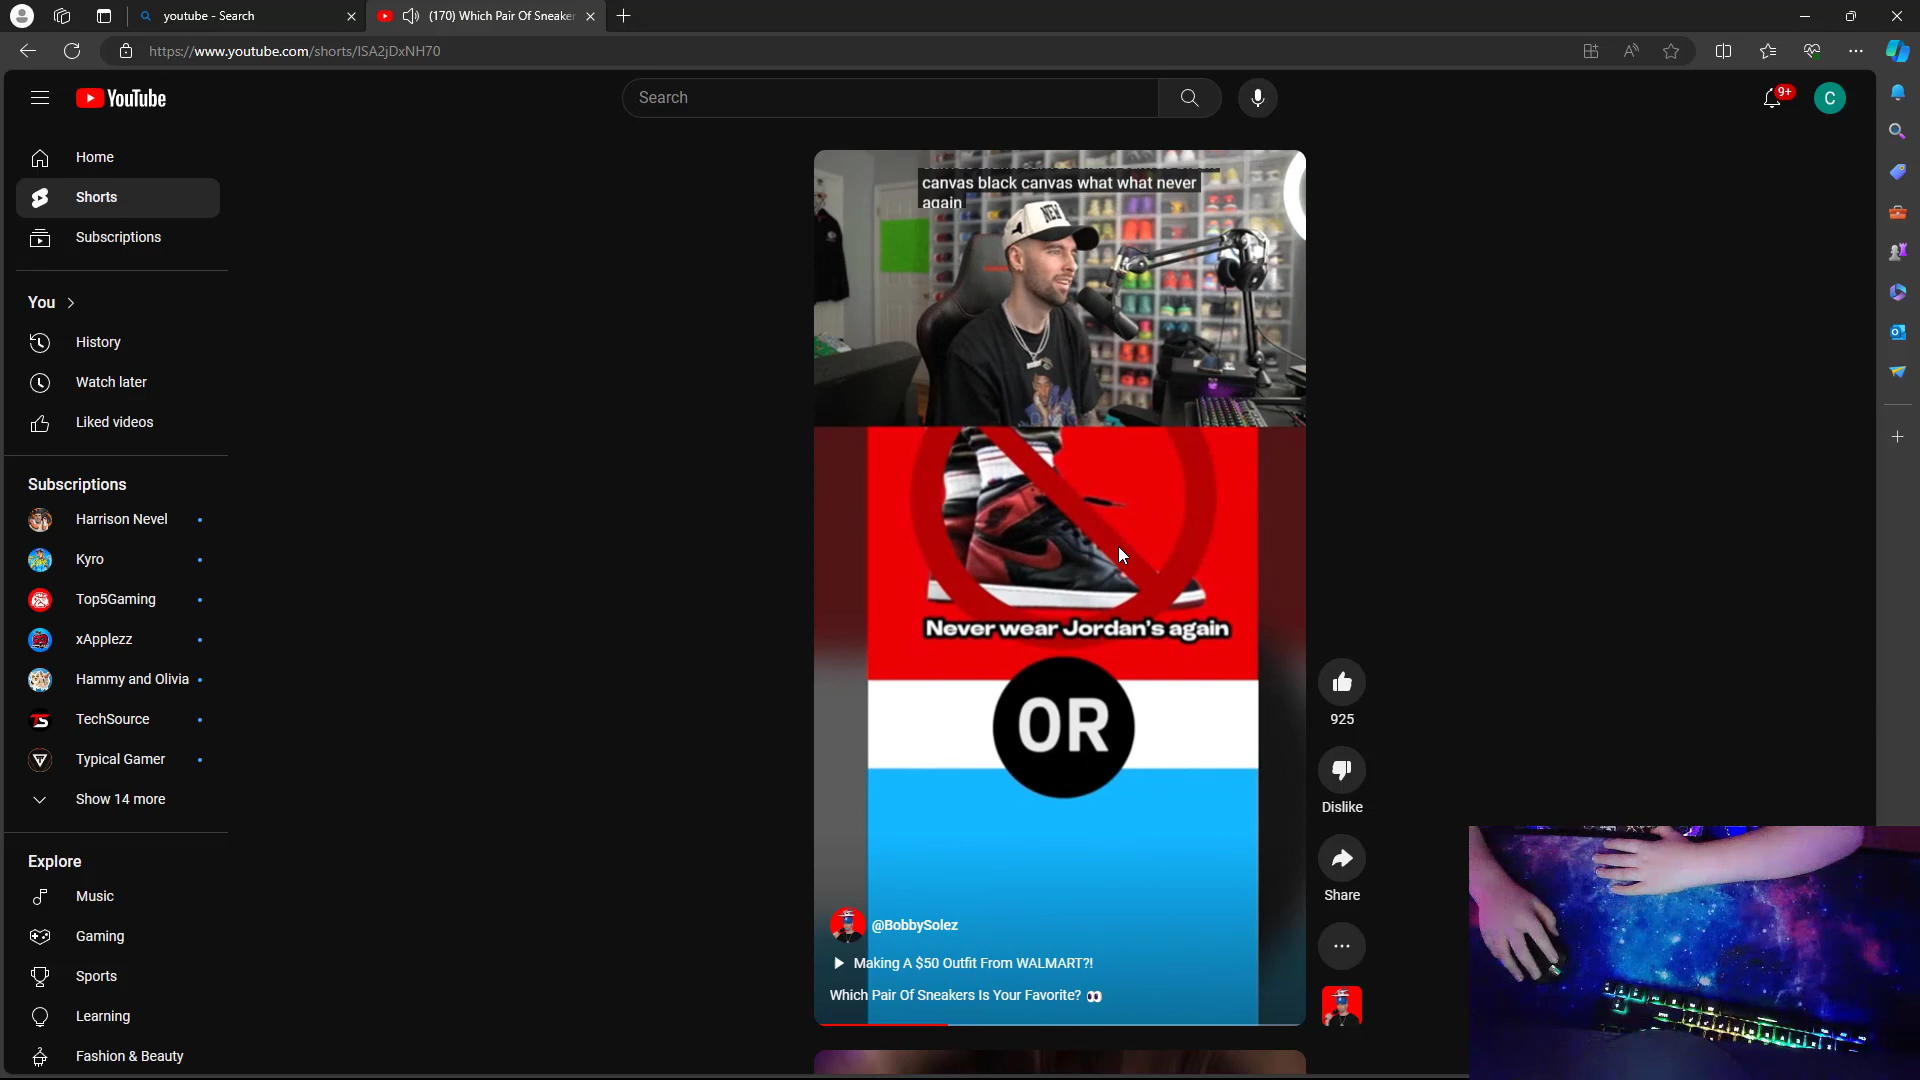 youtube - Search
(170) Which Pair Of Sneaker
https://www.youtube.com/shorts/ISA2jDxNH70
YouTube
Search
9+
C
Home
Shorts
Subscriptions
You
History
Watch later
Liked videos
Subscriptions
Harrison Nevel
Kyro
Top5Gaming
xApplezz
Hammy and Olivia
TechSource
Typical Gamer
Show 14 more
Explore
Music
Gaming
Sports
Learning
Fashion & Beauty
canvas black canvas what what never
again
NEW
Never wear Jordan's again
OR
@BobbySolez
Making A $50 Outfit From WALMART?!
Which Pair Of Sneakers Is Your Favorite? 👀
925
Dislike
Share